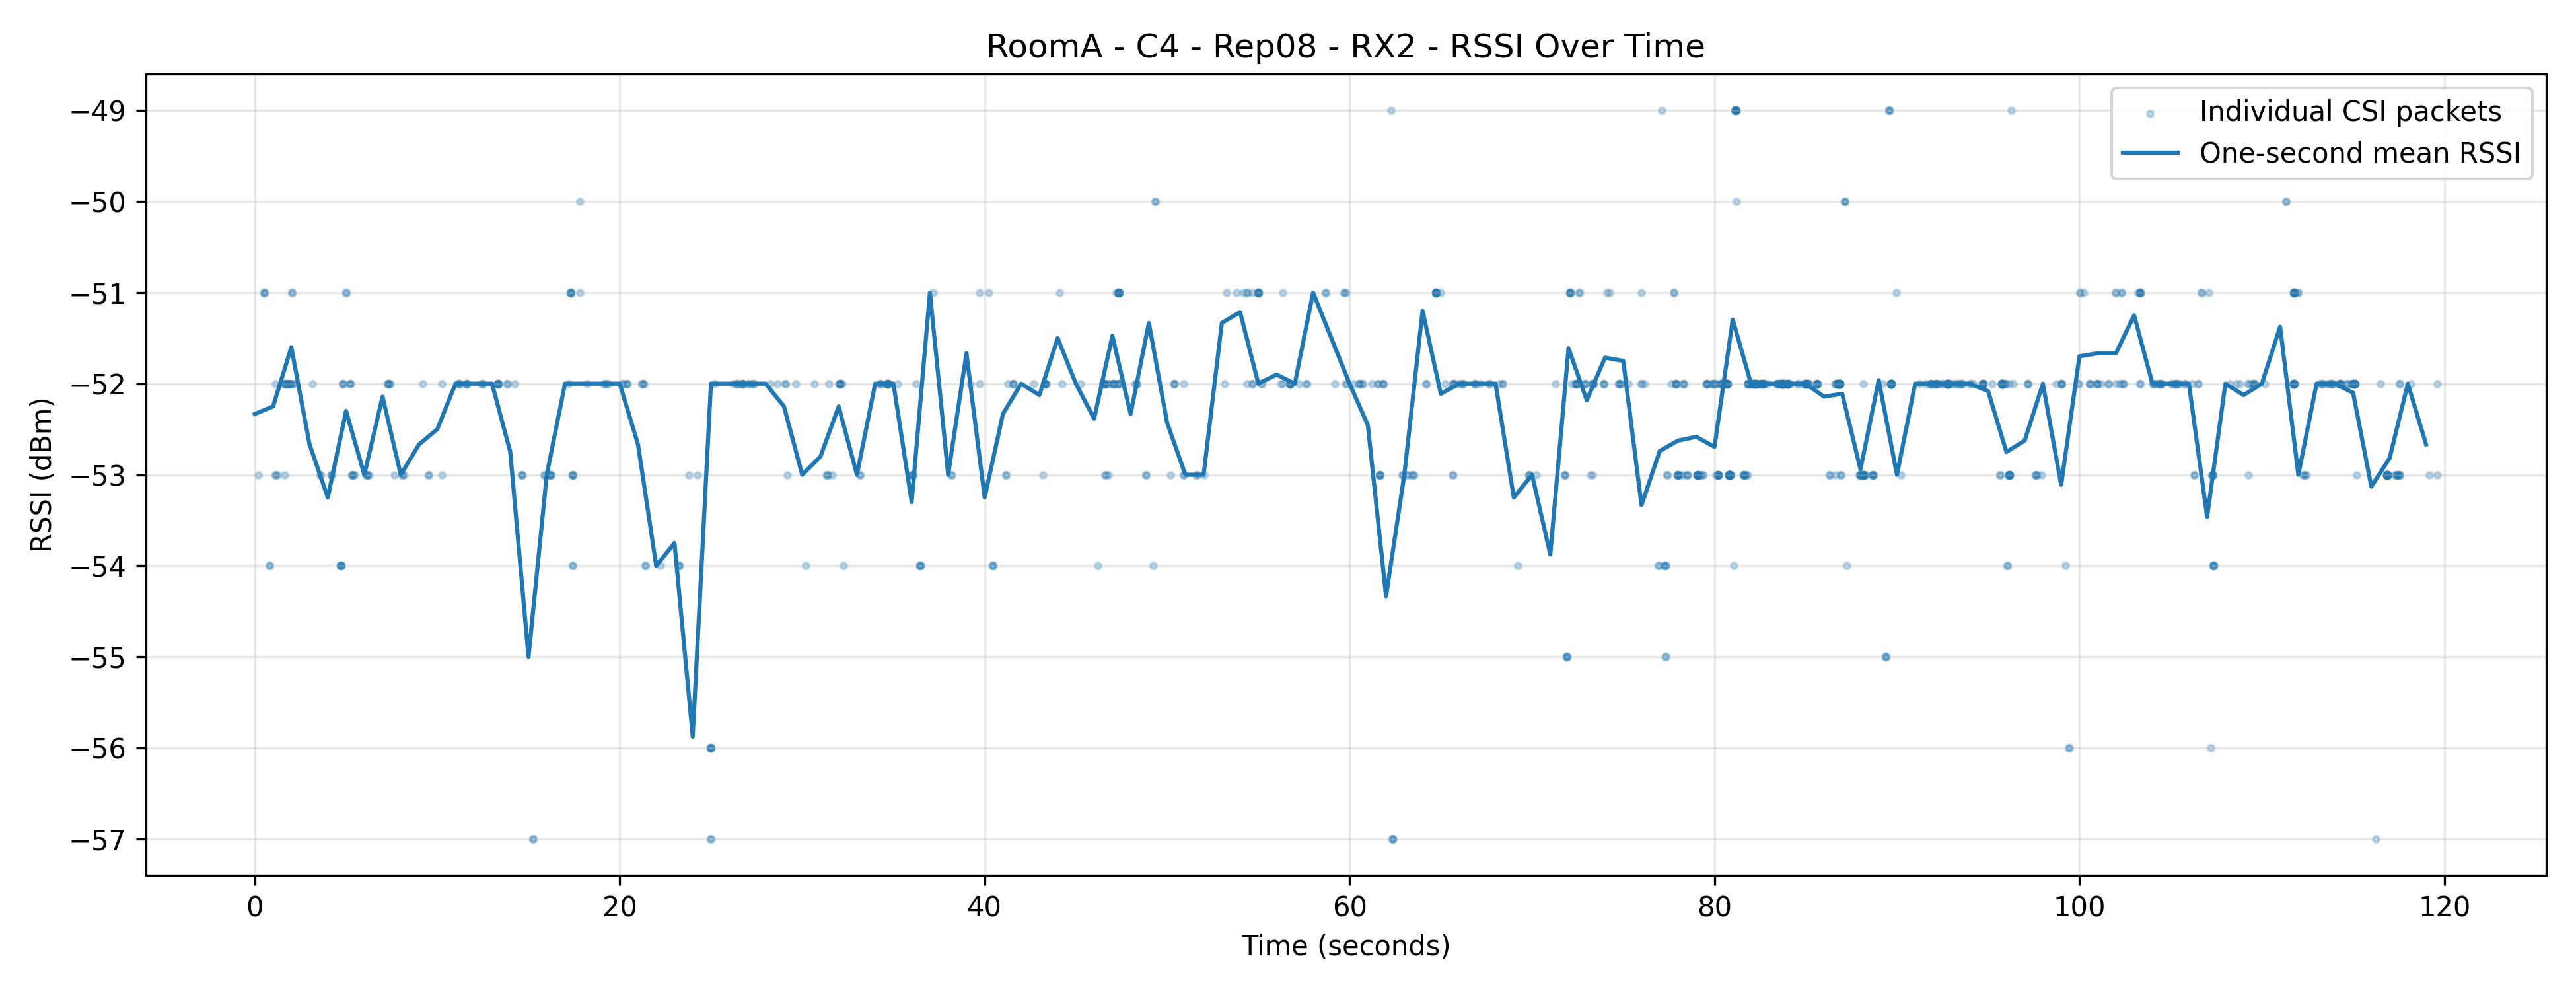 RoomA - C4 - Rep08 - RX2 - RSSI Over Time
Individual CSI packets
One-second mean RSSI
RSSI (dBm)
−49
−50
−51
−52
−53
−54
−55
−56
−57
0 20 40 60 80 100 120
Time (seconds)